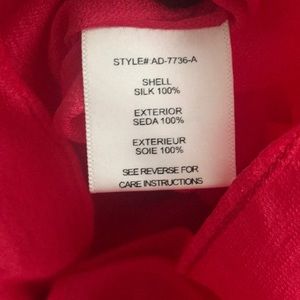 STYLE#:AD-7736-A
SHELL
SILK 100%
EXTERIOR
SEDA 100%
EXTERIEUR
SOIE 100%
SEE REVERSE FOR
CARE INSTRUCTIONS